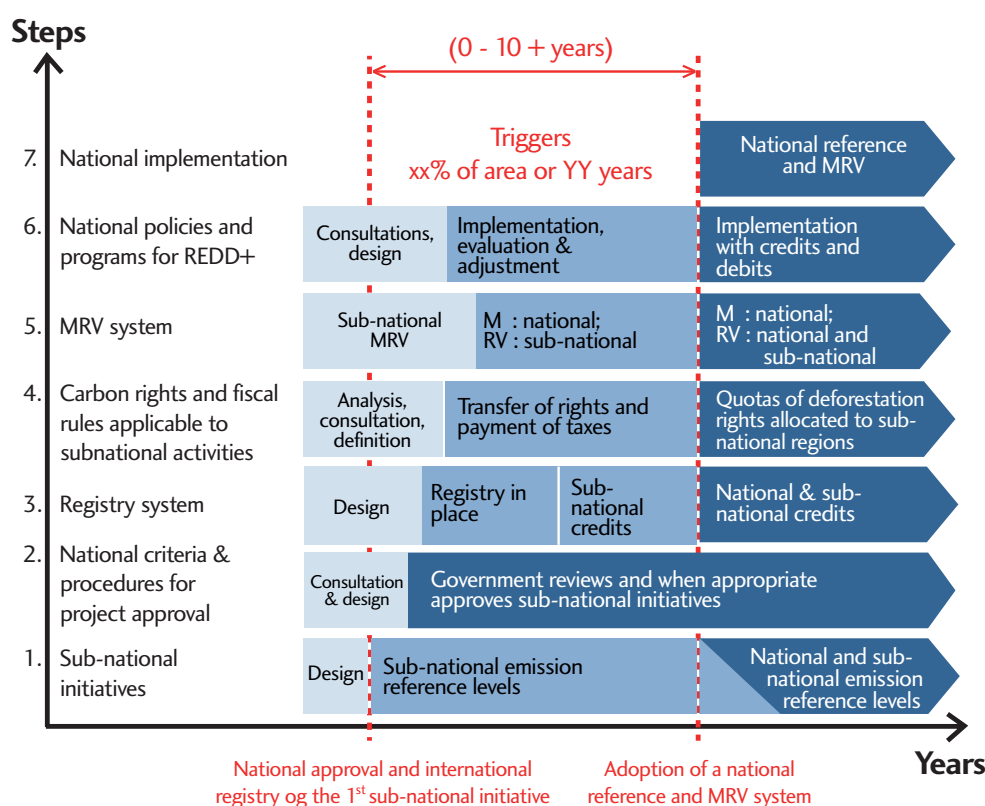 Steps
(0 - 10 + years)
Triggers
xx% of area or YY years
7. National implementation
National reference
and MRV
6. National policies and
programs for REDD+
Consultations,
design
Implementation,
evaluation &
adjustment
Implementation
with credits and
debits
5. MRV system
Sub-national
MRV
M : national;
RV : sub-national
M : national;
RV : national and
sub-national
4. Carbon rights and fiscal
rules applicable to
subnational activities
Analysis,
consultation,
definition
Transfer of rights and
payment of taxes
Quotas of deforestation
rights allocated to sub-
national regions
3. Registry system
Design
Registry in
place
Sub-
national
credits
National & sub-
national credits
2. National criteria &
procedures for
project approval
Consultation
& design
Government reviews and when appropriate
approves sub-national initiatives
1. Sub-national
initiatives
Design
Sub-national emission
reference levels
National and sub-
national emission
reference levels
Years
National approval and international
registry og the 1st sub-national initiative
Adoption of a national
reference and MRV system